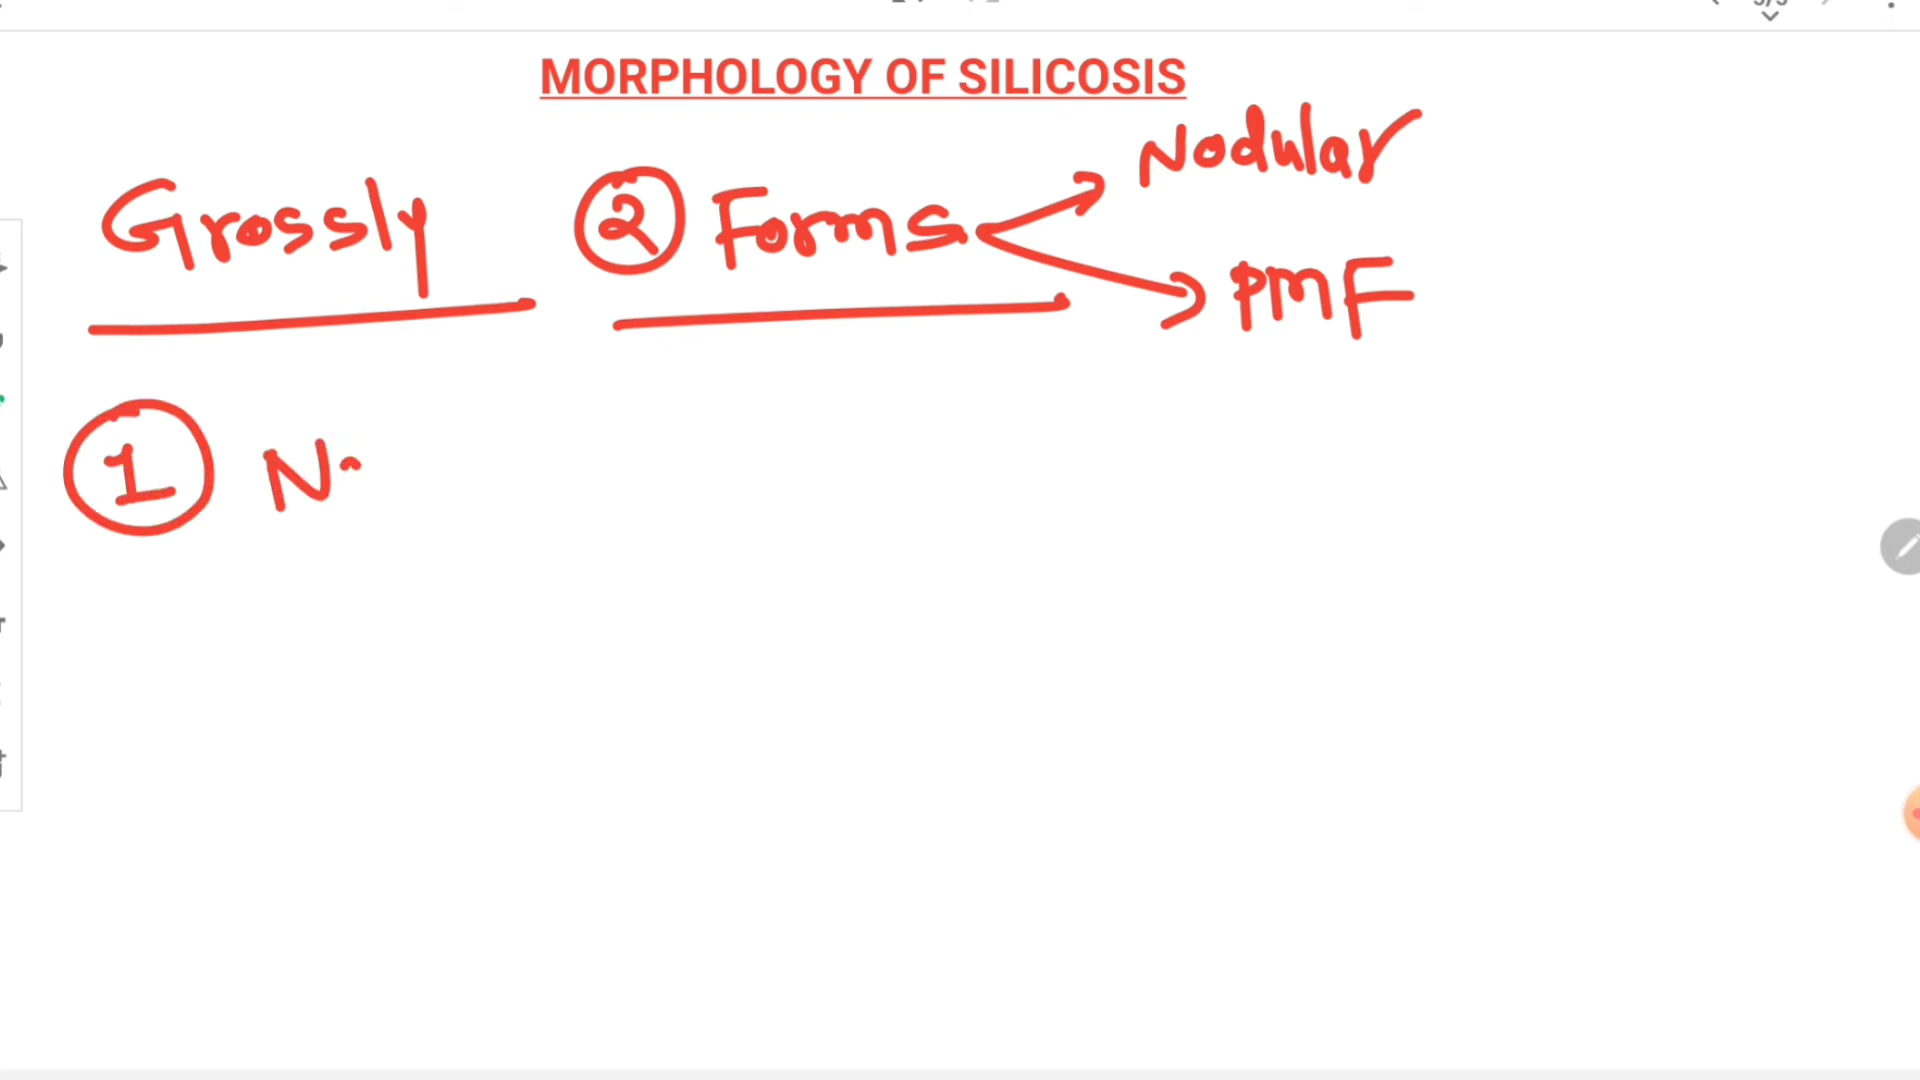 MORPHOLOGY OF SILICOSIS
Nodular
Grossly ② Forms
PMF
① N